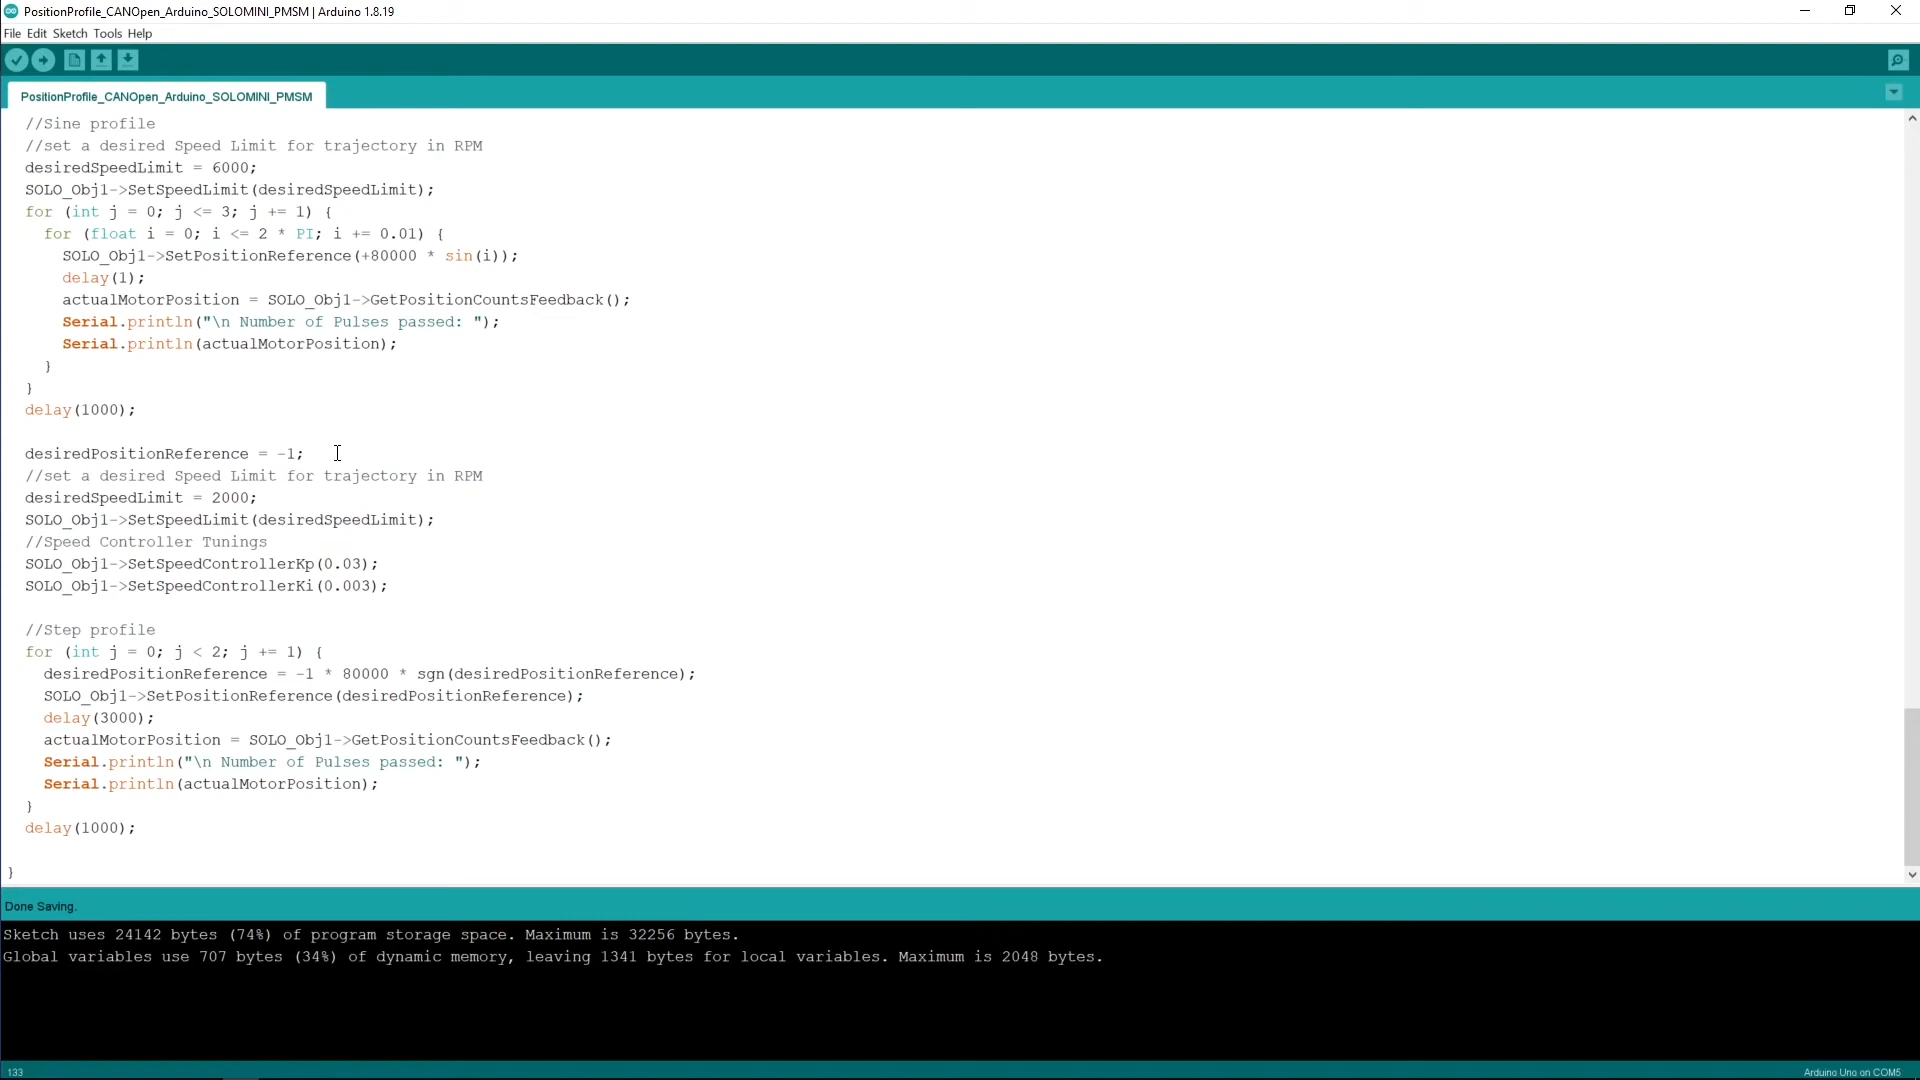 PositionProfile_CANOpen_Arduino_SOLOMINI_PMSM | Arduino 1.8.19
File Edit Sketch Tools Help
PositionProfile_CANOpen_Arduino_SOLOMINI_PMSM
//Sine profile
//set a desired Speed Limit for trajectory in RPM
desiredSpeedLimit = 6000;
SOLO_Obj1->SetSpeedLimit(desiredSpeedLimit);
for (int j = 0; j <= 3; j += 1) {
for (float i = 0; i <= 2 * PI; i += 0.01) {
SOLO_Obj1->SetPositionReference(+80000 * sin(i));
delay(1);
actualMotorPosition = SOLO_Obj1->GetPositionCountsFeedback();
Serial.println("\n Number of Pulses passed: ");
Serial.println(actualMotorPosition);
}
}
delay(1000);
desiredPositionReference = -1;
//set a desired Speed Limit for trajectory in RPM
desiredSpeedLimit = 2000;
SOLO_Obj1->SetSpeedLimit(desiredSpeedLimit);
//Speed Controller Tunings
SOLO_Obj1->SetSpeedControllerKp(0.03);
SOLO_Obj1->SetSpeedControllerKi(0.003);
//Step profile
for (int j = 0; j < 2; j += 1) {
desiredPositionReference = -1 * 80000 * sgn(desiredPositionReference);
SOLO_Obj1->SetPositionReference(desiredPositionReference);
delay(3000);
actualMotorPosition = SOLO_Obj1->GetPositionCountsFeedback();
Serial.println("\n Number of Pulses passed: ");
Serial.println(actualMotorPosition);
}
delay(1000);
}
Done Saving.
Sketch uses 24142 bytes (74%) of program storage space. Maximum is 32256 bytes.
Global variables use 707 bytes (34%) of dynamic memory, leaving 1341 bytes for local variables. Maximum is 2048 bytes.
133
Arduino Uno on COM5